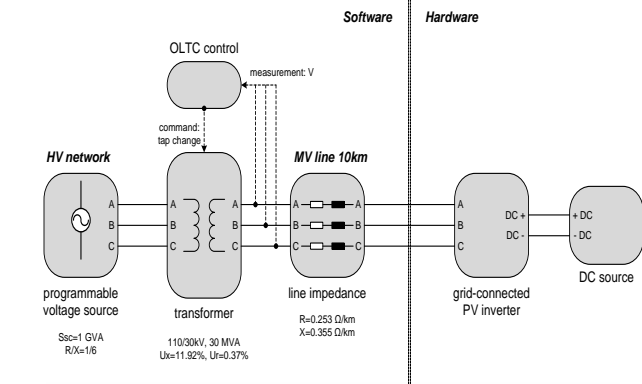 Software
Hardware
OLTC control
measurement: V
command:
tap change
HV network
MV line 10km
A A A A A A
B B B B B B
C C C C C C
DC +
DC -
+ DC
- DC
programmable
voltage source
transformer
line impedance
grid-connected
PV inverter
DC source
Ssc=1 GVA
R/X=1/6
110/30kV, 30 MVA
Ux=11.92%, Ur=0.37%
R=0.253 Ω/km
X=0.355 Ω/km